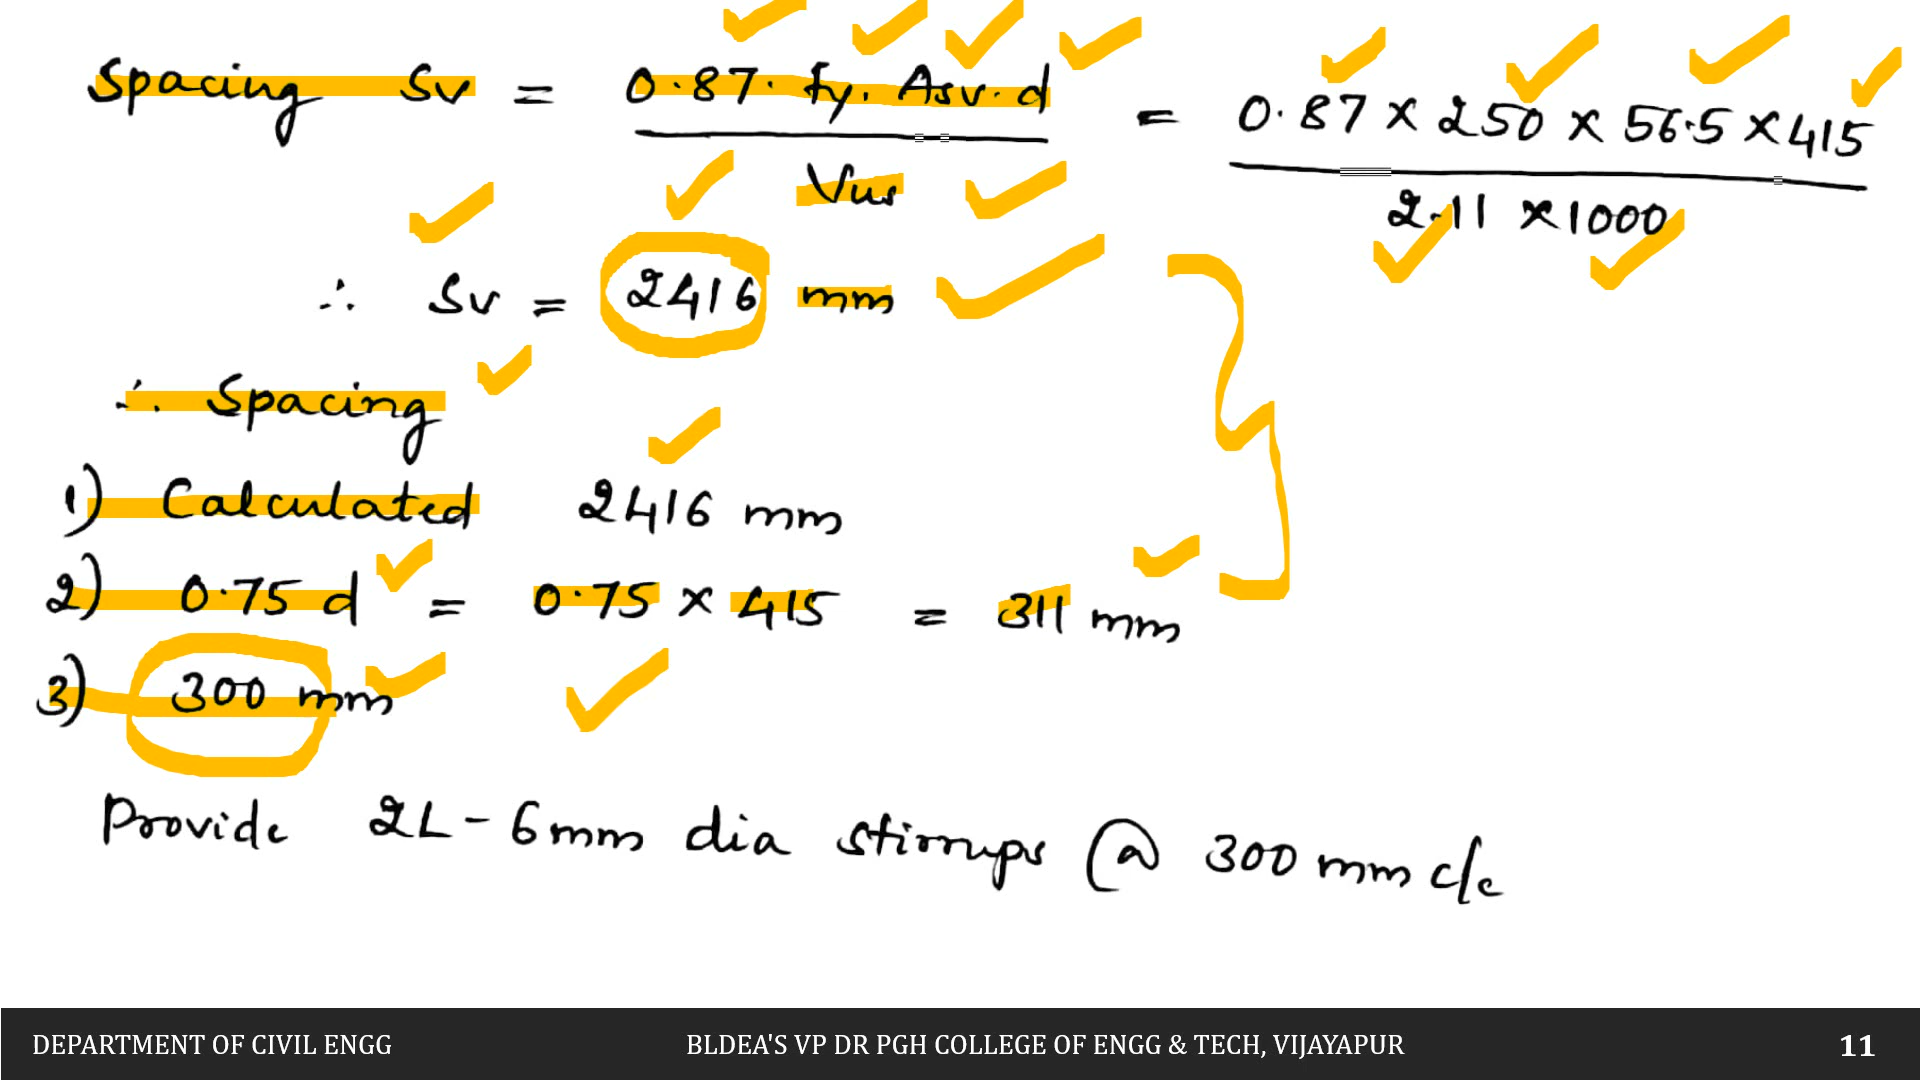 Spacing Sv = 0.87. fy. Asv. d / Vus = 0.87 x 250 x 56.5 x 415 / 2.11 x 1000
∴ Sv = 2416 mm
∴ Spacing
1) Calculated 2416 mm
2) 0.75 d = 0.75 x 415 = 311 mm
3) 300 mm
Provide 2L - 6mm dia stirrups @ 300 mm c/c
DEPARTMENT OF CIVIL ENGG BLDEA'S VP DR PGH COLLEGE OF ENGG & TECH, VIJAYAPUR 11